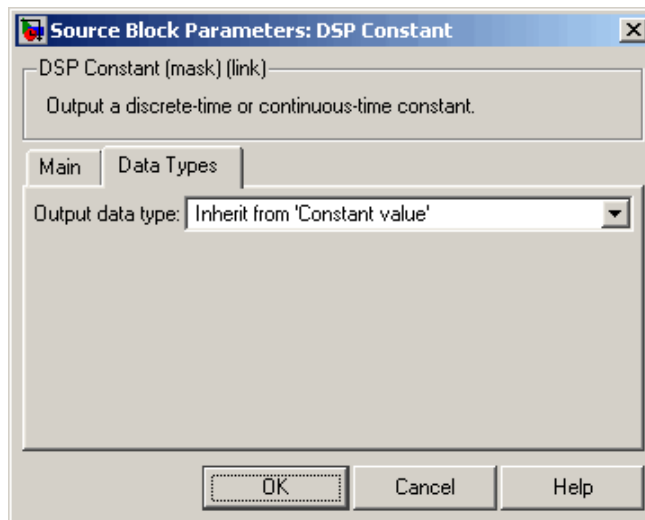 Source Block Parameters: DSP Constant
DSP Constant (mask) (link)
Output a discrete-time or continuous-time constant.
Main Data Types
Output data type: Inherit from 'Constant value'
OK Cancel Help